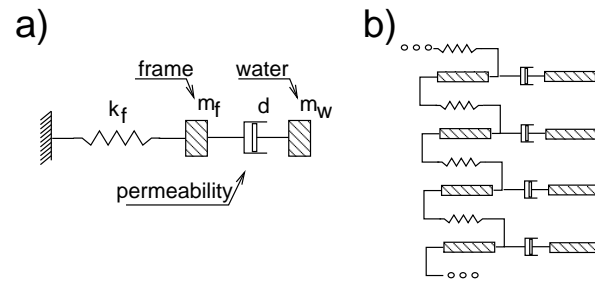 a)
b)
frame
water
k_f
m_f
d
m_w
permeability